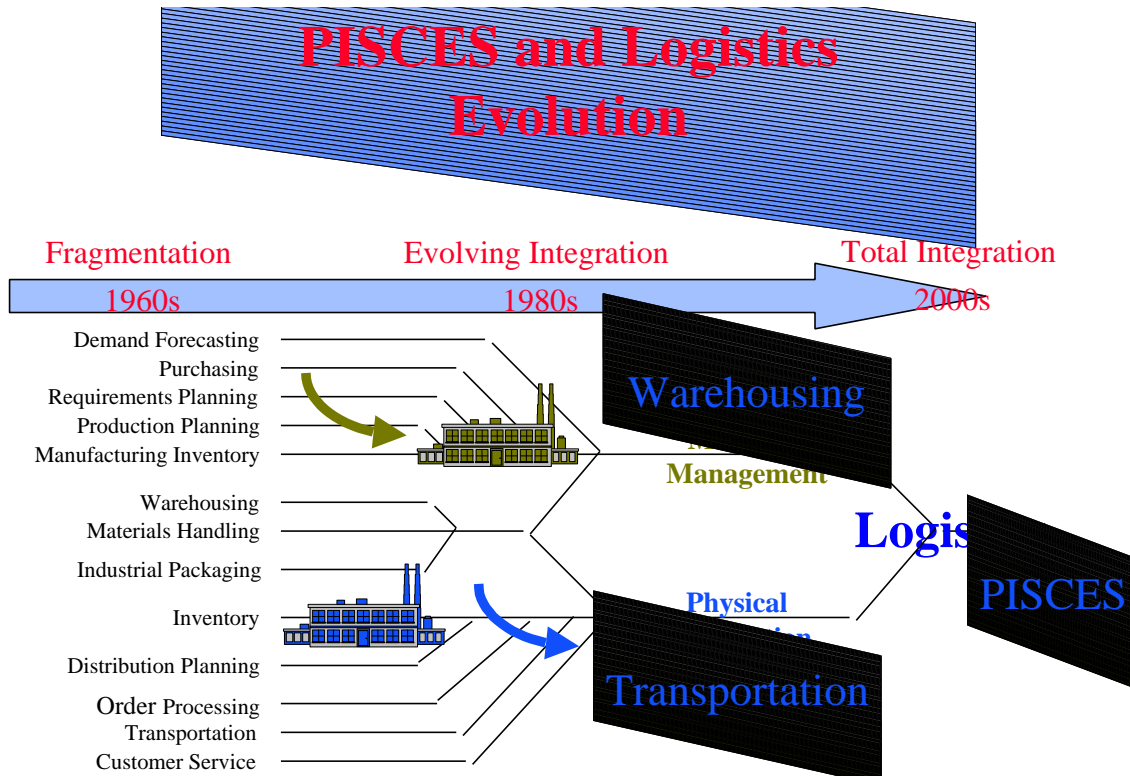 PISCES and Logistics
Evolution
Fragmentation
Evolving Integration
Total Integration
1960s
1980s
2000s
Demand Forecasting
Purchasing
Requirements Planning
Production Planning
Manufacturing Inventory
Warehousing
Materials Handling
Industrial Packaging
Inventory
Distribution Planning
Order Processing
Transportation
Customer Service
Warehousing
Management
Logis
PISCES
Physical
Transportation